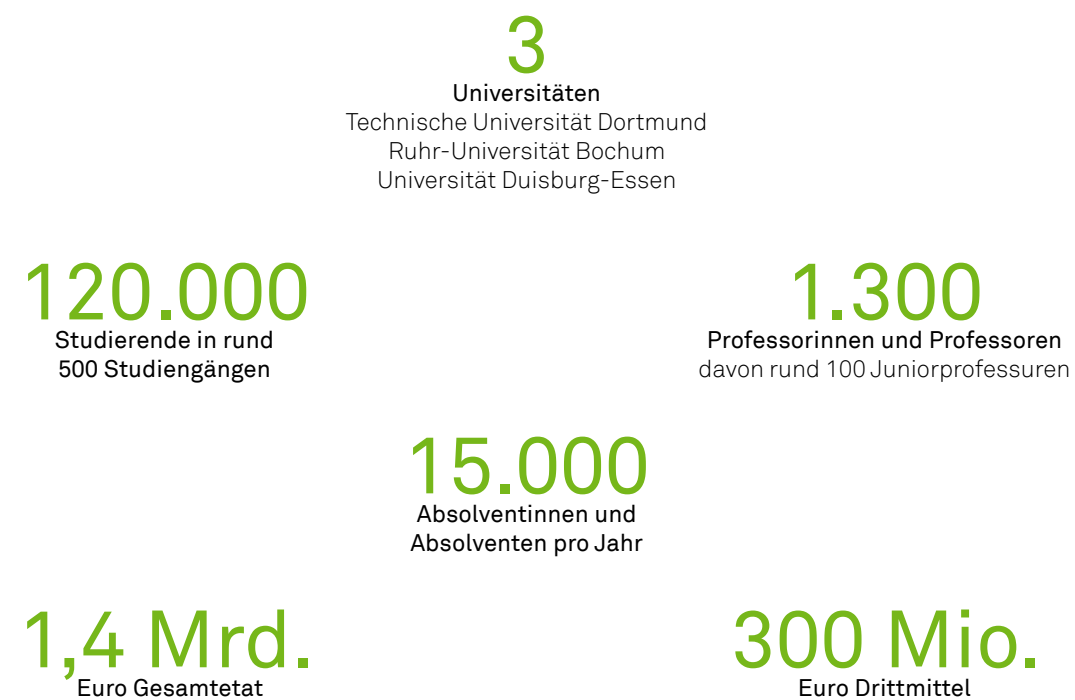 3
Universitäten
Technische Universität Dortmund
Ruhr-Universität Bochum
Universität Duisburg-Essen
120.000
Studierende in rund
500 Studiengängen
1.300
Professorinnen und Professoren
davon rund 100 Juniorprofessuren
15.000
Absolventinnen und
Absolventen pro Jahr
1,4 Mrd.
Euro Gesamtetat
300 Mio.
Euro Drittmittel